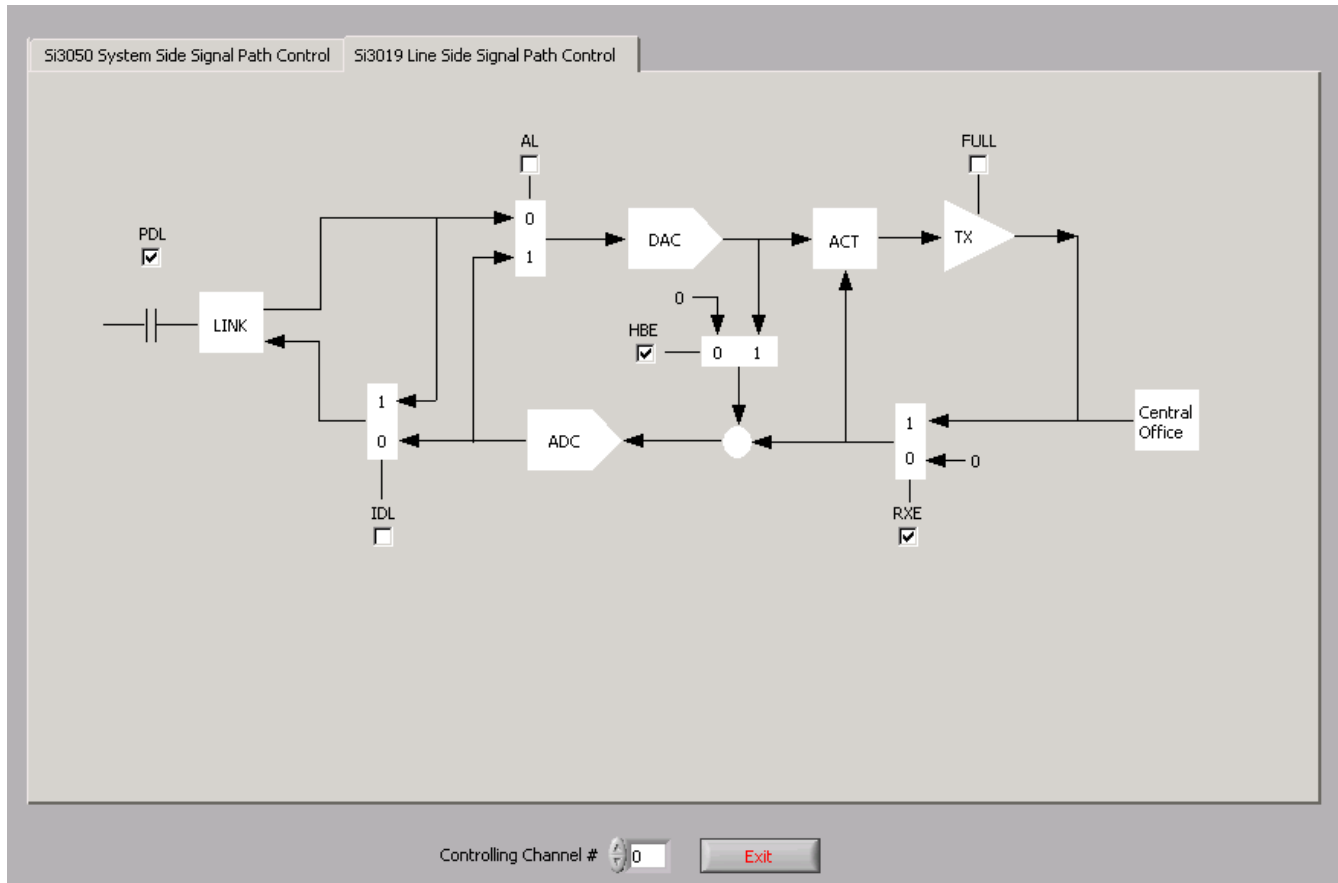 Si3050 System Side Signal Path Control
Si3019 Line Side Signal Path Control
AL
FULL
0
1
DAC
ACT
TX
PDL
LINK
0
HBE
0 1
1
0
ADC
1
0
0
Central
Office
IDL
RXE
Controlling Channel #
0
Exit